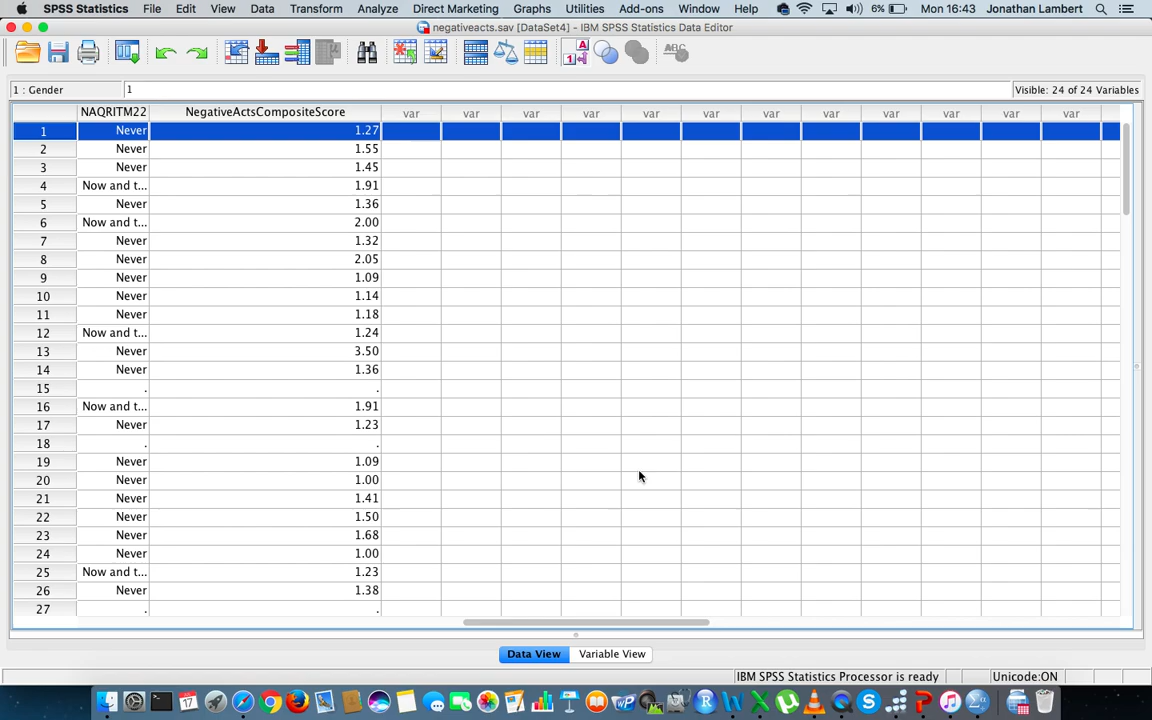 SPSS Statistics File Edit View Data Transform Analyze Direct Marketing Graphs Utilities Add-ons Window Help 6% Mon 16:43 Jonathan Lambert
negativeacts.sav [DataSet4] - IBM SPSS Statistics Data Editor
1 : Gender 1 Visible: 24 of 24 Variables
NAQRITM22 NegativeActsCompositeScore var var var var var var var var var var var var
1 Never 1.27
2 Never 1.55
3 Never 1.45
4 Now and t... 1.91
5 Never 1.36
6 Now and t... 2.00
7 Never 1.32
8 Never 2.05
9 Never 1.09
10 Never 1.14
11 Never 1.18
12 Now and t... 1.24
13 Never 3.50
14 Never 1.36
15 . .
16 Now and t... 1.91
17 Never 1.23
18 . .
19 Never 1.09
20 Never 1.00
21 Never 1.41
22 Never 1.50
23 Never 1.68
24 Never 1.00
25 Now and t... 1.23
26 Never 1.38
27 . .
Data View Variable View
IBM SPSS Statistics Processor is ready Unicode:ON